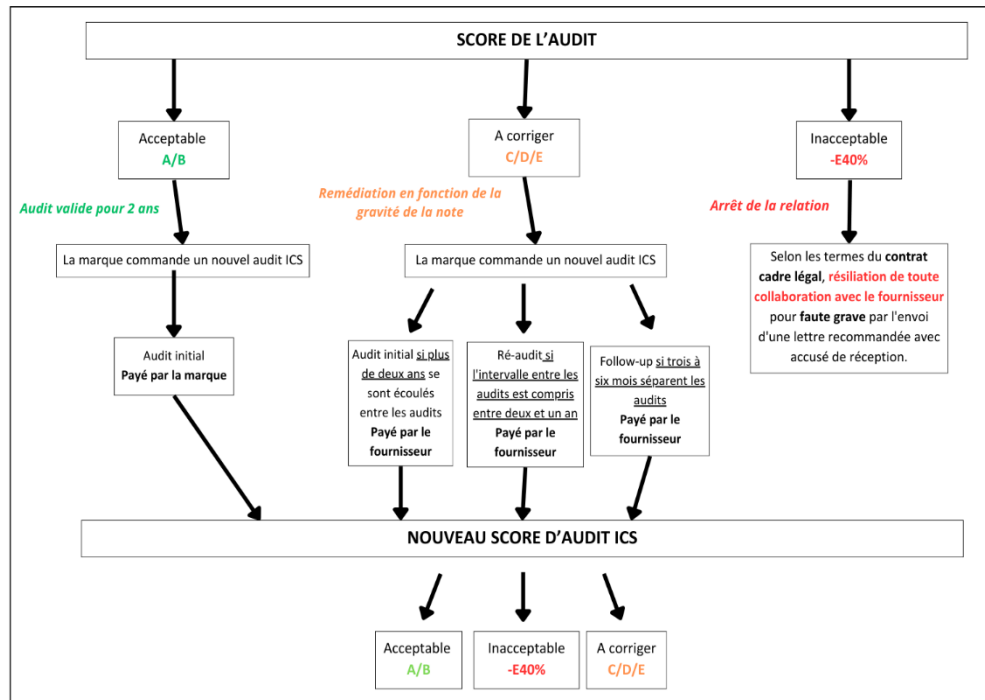 SCORE DE L'AUDIT
Acceptable
A/B
A corriger
C/D/E
Inacceptable
-E40%
Audit valide pour 2 ans
Remédiation en fonction de la
gravité de la note
Arrêt de la relation
La marque commande un nouvel audit ICS
La marque commande un nouvel audit ICS
Selon les termes du contrat
cadre légal, résiliation de toute
collaboration avec le fournisseur
pour faute grave par l'envoi
d'une lettre recommandée avec
accusé de réception.
Audit initial
Payé par la marque
Audit initial si plus
de deux ans se
sont écoulés
entre les audits
Payé par le
fournisseur
Ré-audit si
l'intervalle entre les
audits est compris
entre deux et un an
Payé par le
fournisseur
Follow-up si trois à
six mois séparent les
audits
Payé par le
fournisseur
NOUVEAU SCORE D'AUDIT ICS
Acceptable
A/B
Inacceptable
-E40%
A corriger
C/D/E